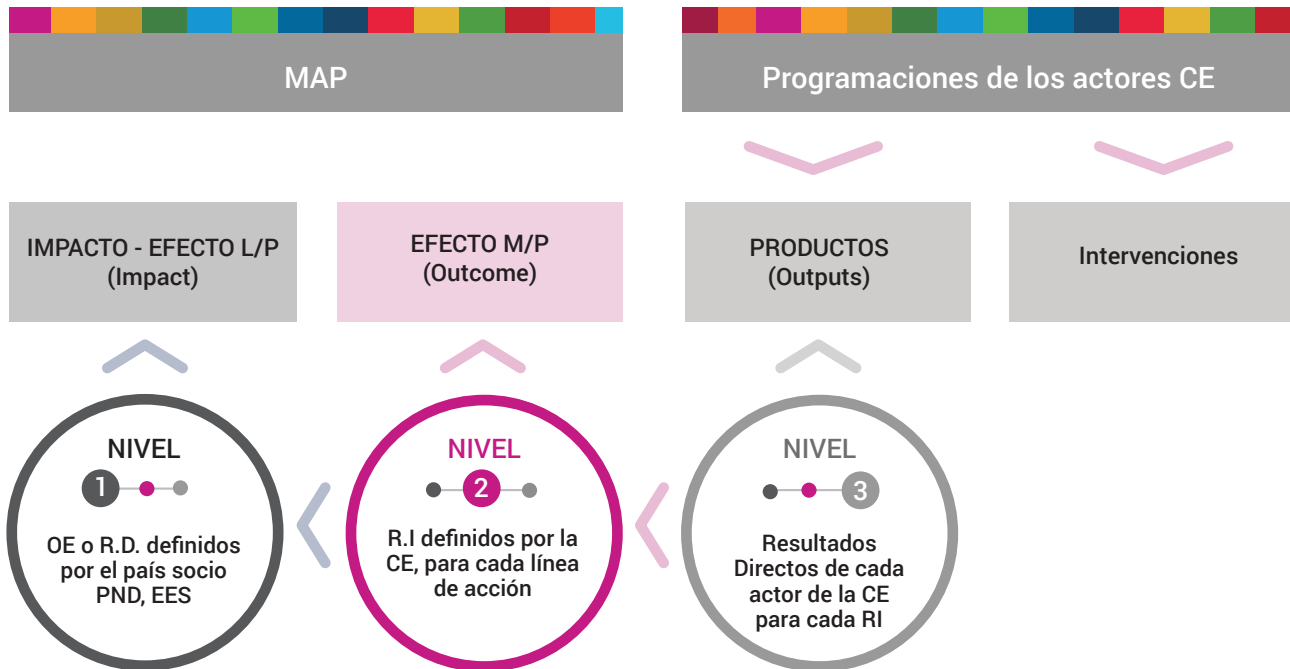 MAP
Programaciones de los actores CE
IMPACTO - EFECTO L/P
(Impact)
EFECTO M/P
(Outcome)
PRODUCTOS
(Outputs)
Intervenciones
NIVEL
1
OE o R.D. definidos
por el país socio
PND, EES
NIVEL
2
R.I definidos por la
CE, para cada línea
de acción
NIVEL
3
Resultados
Directos de cada
actor de la CE
para cada RI